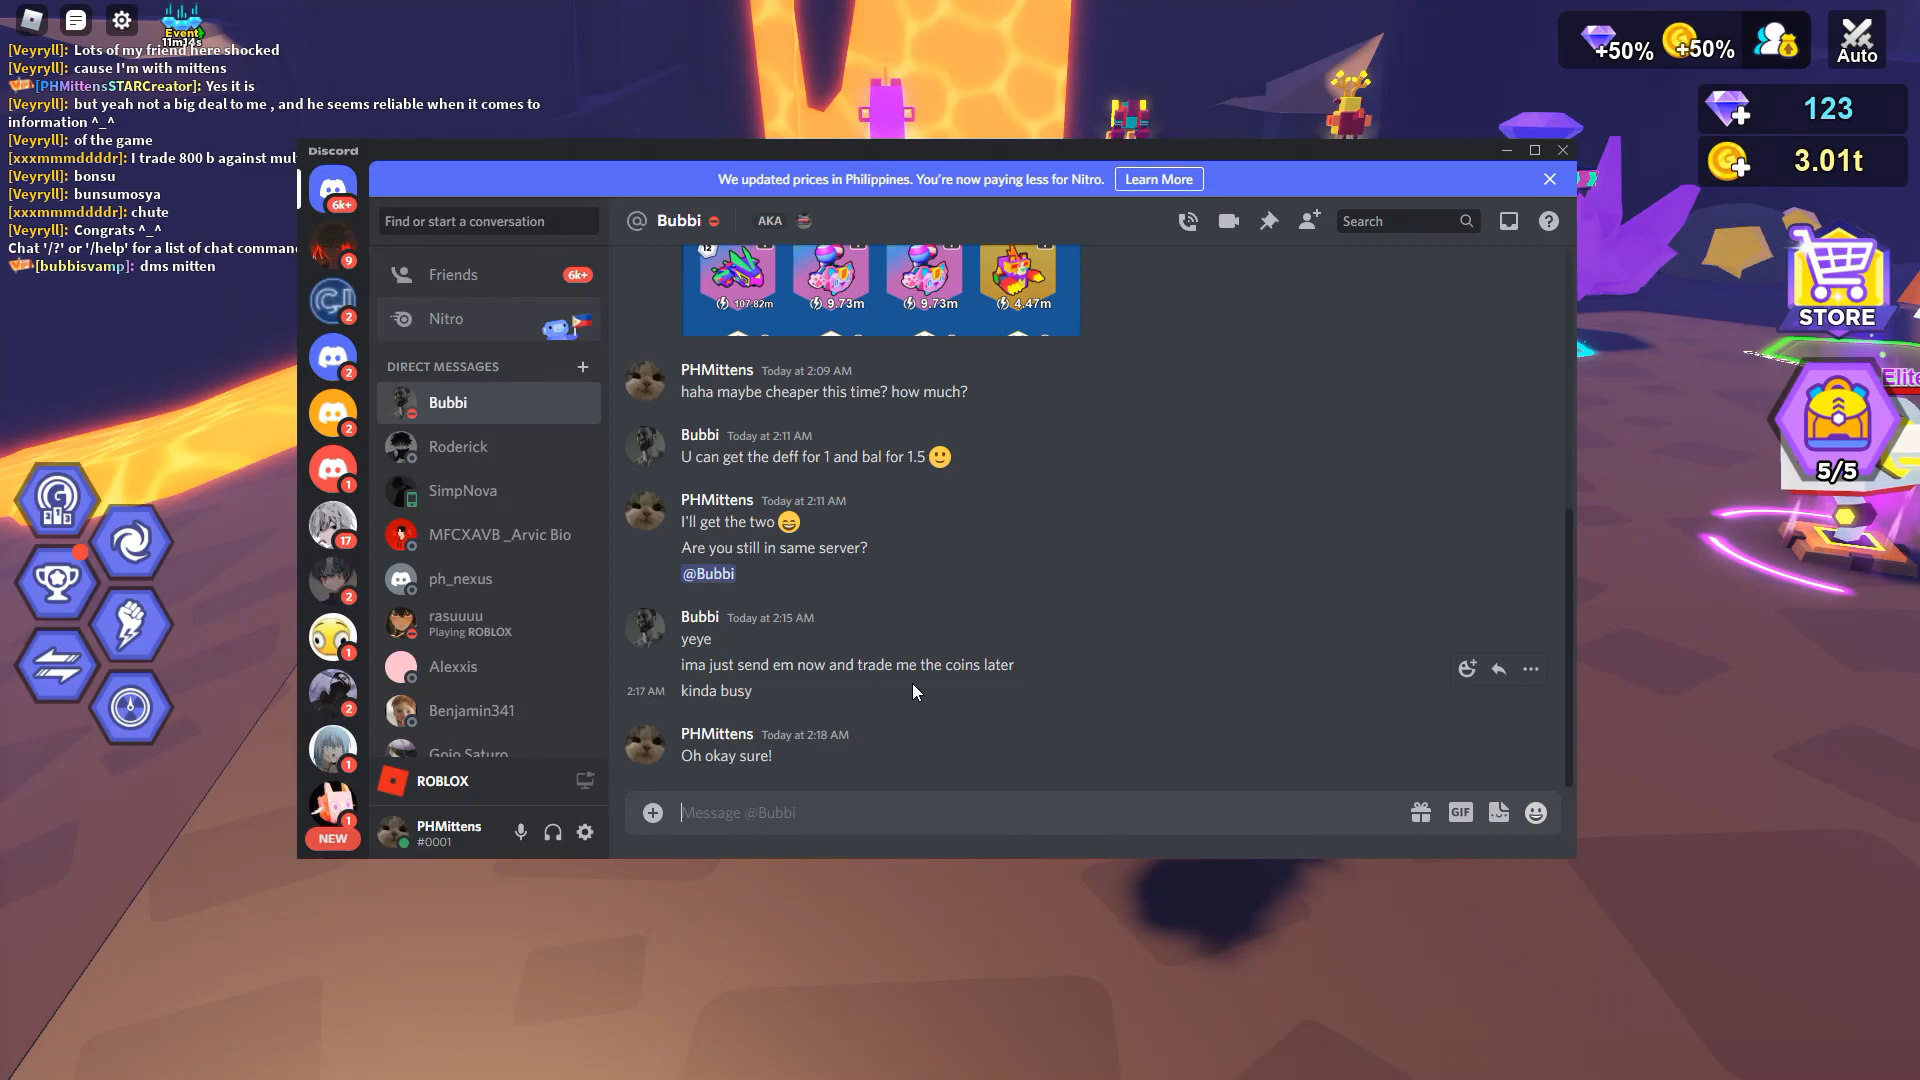 Event
11m14s
[Veyryll]: Lots of my friend here shocked
[Veyryll]: cause I'm with mittens
[PHMittensSTARCreator]: Yes it is
[Veyryll]: but yeah not a big deal to me , and he seems reliable when it comes to
information ^_^
[Veyryll]: of the game
[xxxmmmddddr]: I trade 800 b against mul
[Veyryll]: bonsu
[Veyryll]: bunsumosya
[xxxmmmddddr]: chute
[Veyryll]: Congrats ^_^
Chat '/?' or '/help' for a list of chat comman
[bubbisvamp]: dms mitten
+50%
+50%
Auto
123
3.01t
STORE
Elite
5/5
Discord
We updated prices in Philippines. You're now paying less for Nitro.
Learn More
6k+
9
2
2
2
1
17
2
1
2
1
1
NEW
Find or start a conversation
Friends
6k+
Nitro
DIRECT MESSAGES
Bubbi
Roderick
SimpNova
MFCXAVB _Arvic Bio
ph_nexus
rasuuuu
Playing ROBLOX
Alexxis
Benjamin341
Gojo Saturo
ROBLOX
PHMittens
#0001
Bubbi
AKA
Search
12
107.82m
9.73m
9.73m
4.47m
PHMittens Today at 2:09 AM
haha maybe cheaper this time? how much?
Bubbi Today at 2:11 AM
U can get the deff for 1 and bal for 1.5
PHMittens Today at 2:11 AM
I'll get the two
Are you still in same server?
@Bubbi
Bubbi Today at 2:15 AM
yeye
ima just send em now and trade me the coins later
2:17 AM kinda busy
PHMittens Today at 2:18 AM
Oh okay sure!
Message @Bubbi
GIF